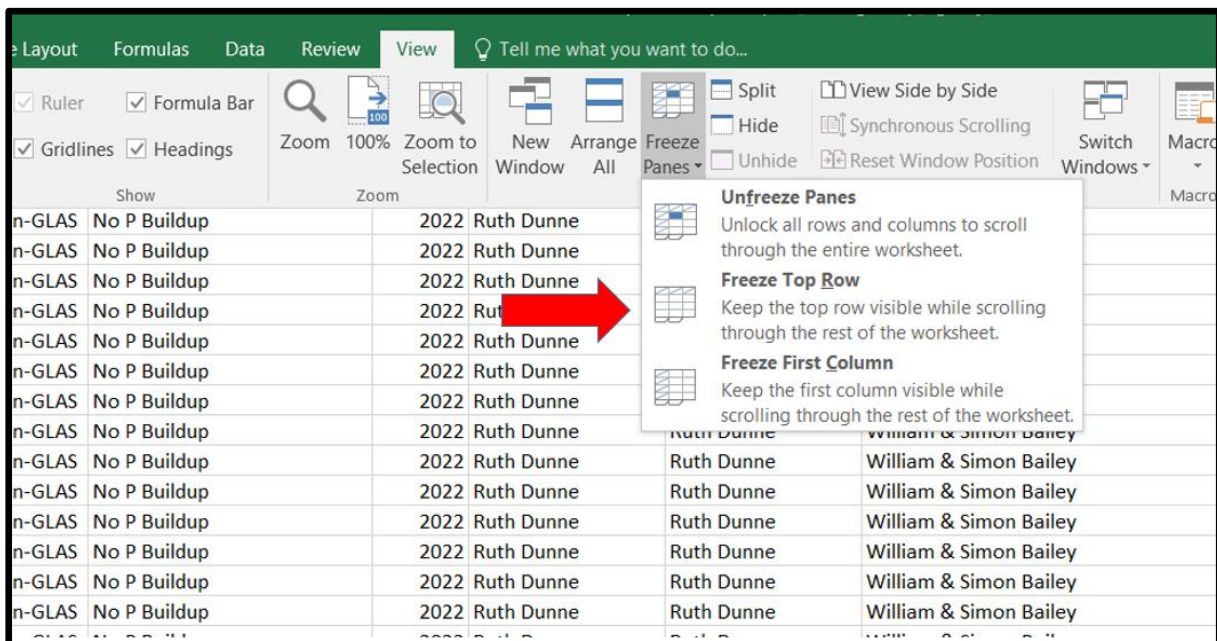 e Layout Formulas Data Review View Tell me what you want to do...
Ruler Formula Bar
Gridlines Headings
Show
Zoom 100% Zoom to Selection
Zoom
New Window Arrange All Freeze Panes
Split
Hide
Unhide
View Side by Side
Synchronous Scrolling
Reset Window Position
Switch Windows
Macro
Macro
Unfreeze Panes
Unlock all rows and columns to scroll
through the entire worksheet.
Freeze Top Row
Keep the top row visible while scrolling
through the rest of the worksheet.
Freeze First Column
Keep the first column visible while
scrolling through the rest of the worksheet.
n-GLAS No P Buildup 2022 Ruth Dunne
n-GLAS No P Buildup 2022 Ruth Dunne
n-GLAS No P Buildup 2022 Ruth Dunne
n-GLAS No P Buildup 2022 Rut
n-GLAS No P Buildup 2022 Ruth Dunne
n-GLAS No P Buildup 2022 Ruth Dunne
n-GLAS No P Buildup 2022 Ruth Dunne
n-GLAS No P Buildup 2022 Ruth Dunne Ruth Dunne William & Simon Bailey
n-GLAS No P Buildup 2022 Ruth Dunne Ruth Dunne William & Simon Bailey
n-GLAS No P Buildup 2022 Ruth Dunne Ruth Dunne William & Simon Bailey
n-GLAS No P Buildup 2022 Ruth Dunne Ruth Dunne William & Simon Bailey
n-GLAS No P Buildup 2022 Ruth Dunne Ruth Dunne William & Simon Bailey
n-GLAS No P Buildup 2022 Ruth Dunne Ruth Dunne William & Simon Bailey
n-GLAS No P Buildup 2022 Ruth Dunne Ruth Dunne William & Simon Bailey